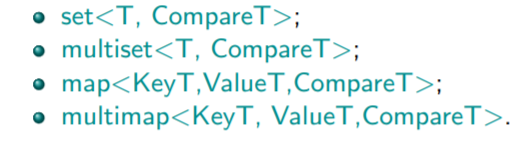 • set<T, CompareT>;
• multiset<T, CompareT>;
• map<KeyT,ValueT,CompareT>;
• multimap<KeyT, ValueT,CompareT>.